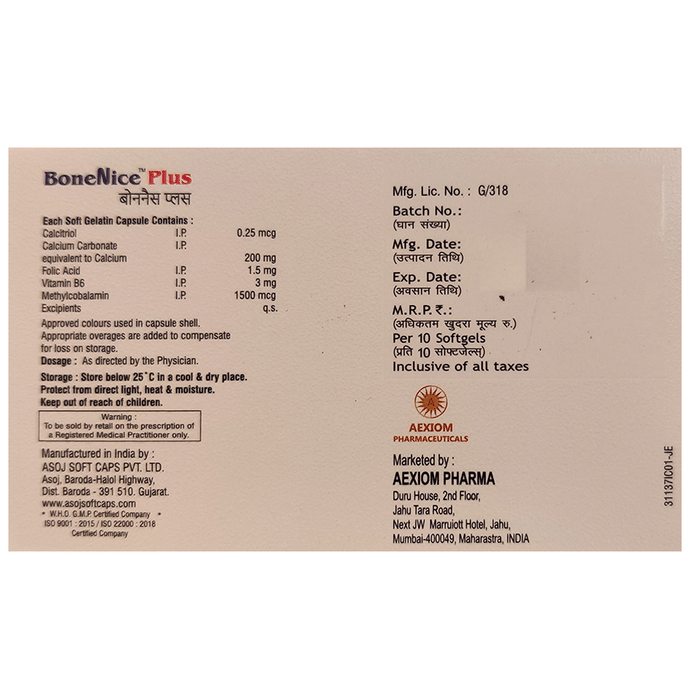 BoneNice™ Plus
बोननैस प्लस
Each Soft Gelatin Capsule Contains :
Calcitriol I.P. 0.25 mcg
Calcium Carbonate I.P.
equivalent to Calcium 200 mg
Folic Acid I.P. 1.5 mg
Vitamin B6 I.P. 3 mg
Methylcobalamin I.P. 1500 mcg
Excipients q.s.
Approved colours used in capsule shell.
Appropriate overages are added to compensate
for loss on storage.
Dosage : As directed by the Physician.
Storage : Store below 25°C in a cool & dry place.
Protect from direct light, heat & moisture.
Keep out of reach of children.
Warning :
To be sold by retail on the prescription of
a Registered Medical Practitioner only.
Manufactured in India by :
ASOJ SOFT CAPS PVT. LTD.
Asoj, Baroda-Halol Highway,
Dist. Baroda - 391 510. Gujarat.
www.asojsoftcaps.com
* W.H.O. G.M.P. Certified Company *
ISO 9001 : 2015 / ISO 22000 : 2018
Certified Company
Mfg. Lic. No. : G/318
Batch No.:
(घान संख्या)
Mfg. Date:
(उत्पादन तिथि)
Exp. Date:
(अवसान तिथि)
M.R.P. ₹.:
(अधिकतम खुदरा मूल्य रु.)
Per 10 Softgels
(प्रति 10 सोफ्टजेल्स)
Inclusive of all taxes
A
AEXIOM
PHARMACEUTICALS
Marketed by :
AEXIOM PHARMA
Duru House, 2nd Floor,
Jahu Tara Road,
Next JW Marruiott Hotel, Jahu,
Mumbai-400049, Maharastra, INDIA
31137IC01-JE